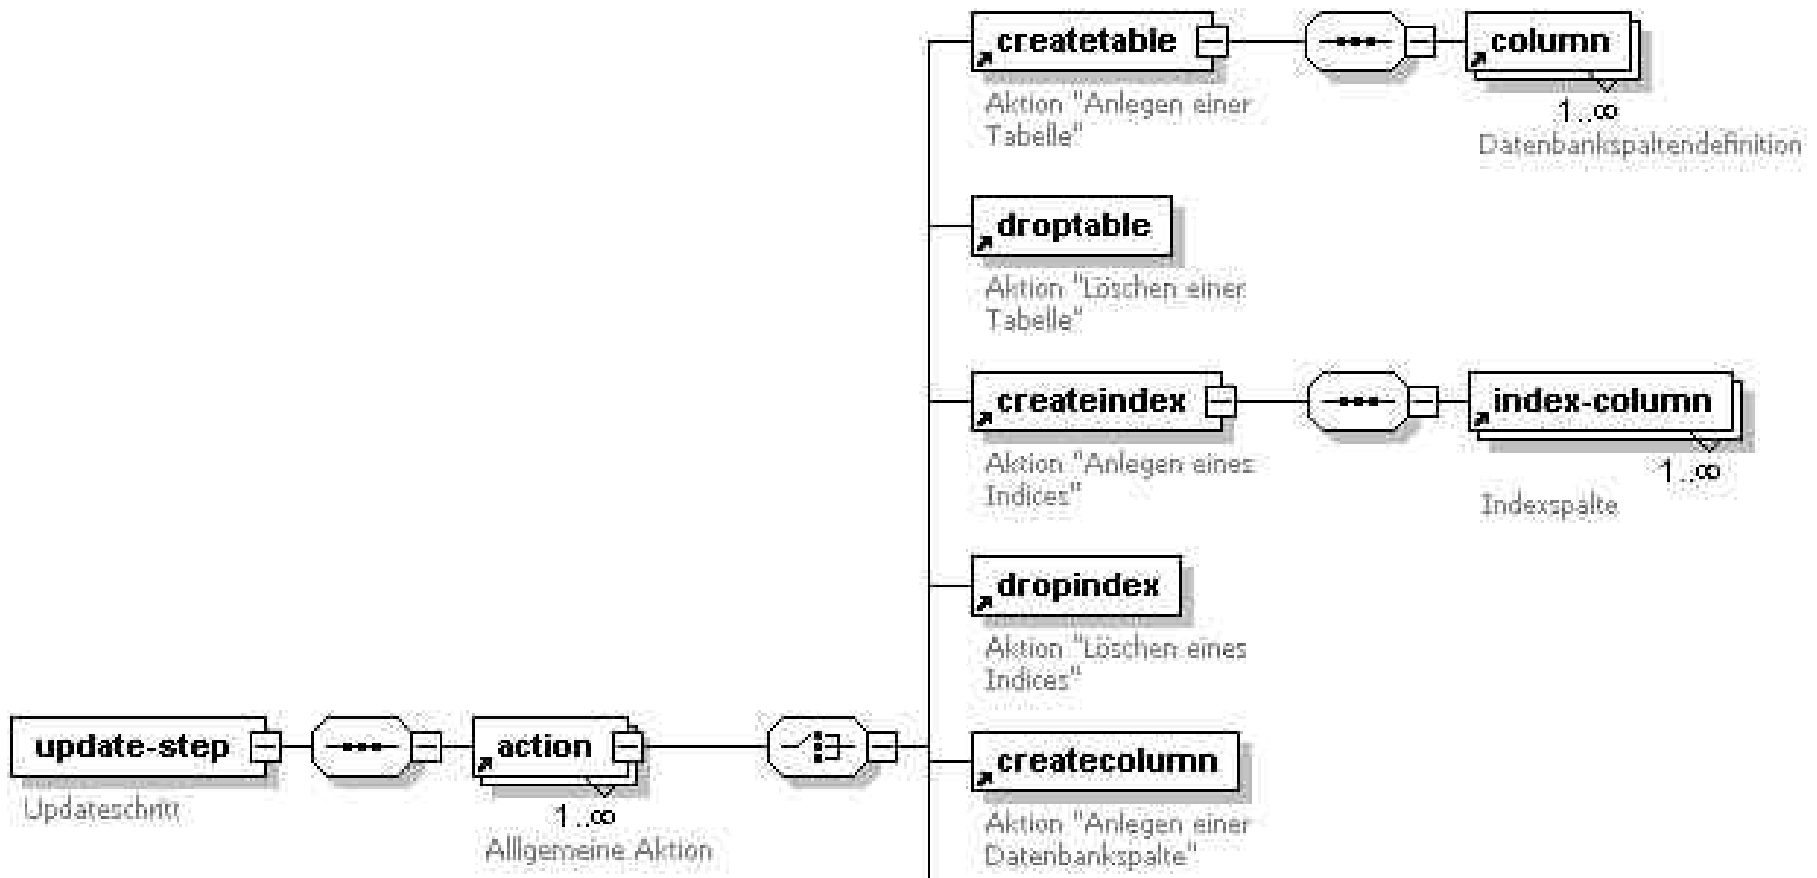 createtable
column
Aktion "Anlegen einer
Tabelle"
1..∞
Datenbankspaltendefinition
droptable
Aktion "Löschen einer
Tabelle"
createindex
index-column
Aktion "Anlegen eines
Indices"
1..∞
Indexspalte
dropindex
Aktion "Löschen eines
Indices"
update-step
action
createcolumn
Updateschritt
1..∞
Alllgemeine Aktion
Aktion "Anlegen einer
Datenbankspalte"